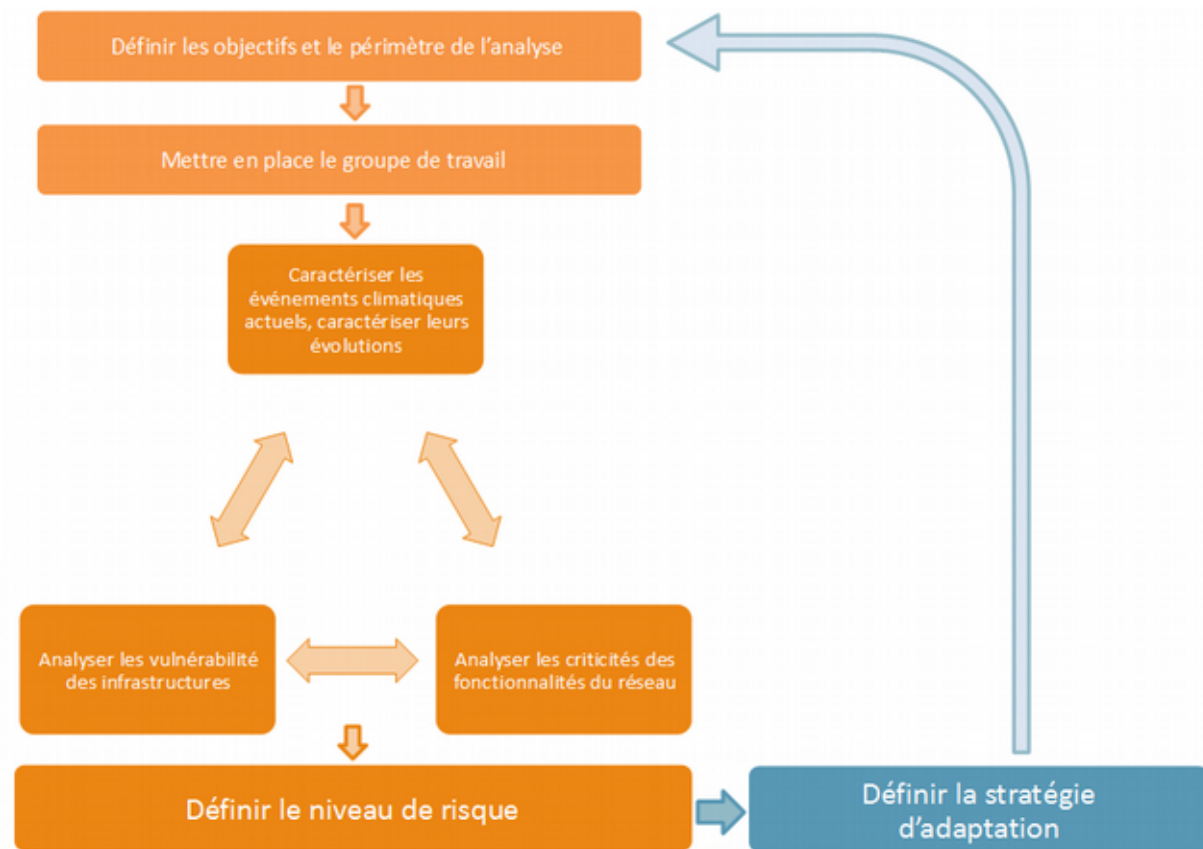 Définir les objectifs et le périmètre de l'analyse
Mettre en place le groupe de travail
Caractériser les
événements climatiques
actuels, caractériser leurs
évolutions
Analyser les vulnérabilité
des infrastructures
Analyser les criticités des
fonctionnalités du réseau
Définir le niveau de risque
Définir la stratégie
d'adaptation